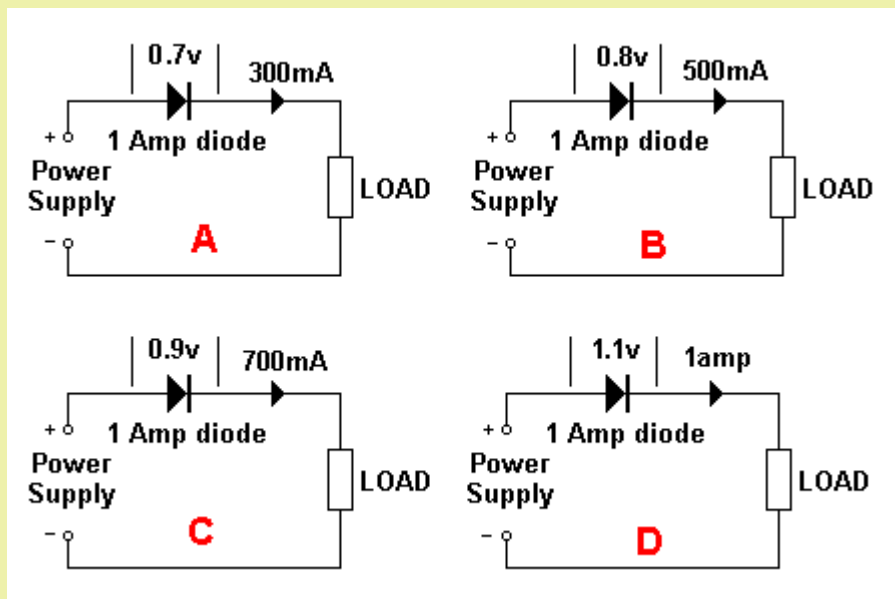 0.7v
300mA
1 Amp diode
+
Power
Supply
−
LOAD
A
0.8v
500mA
1 Amp diode
+
Power
Supply
−
LOAD
B
0.9v
700mA
1 Amp diode
+
Power
Supply
−
LOAD
C
1.1v
1amp
1 Amp diode
+
Power
Supply
−
LOAD
D